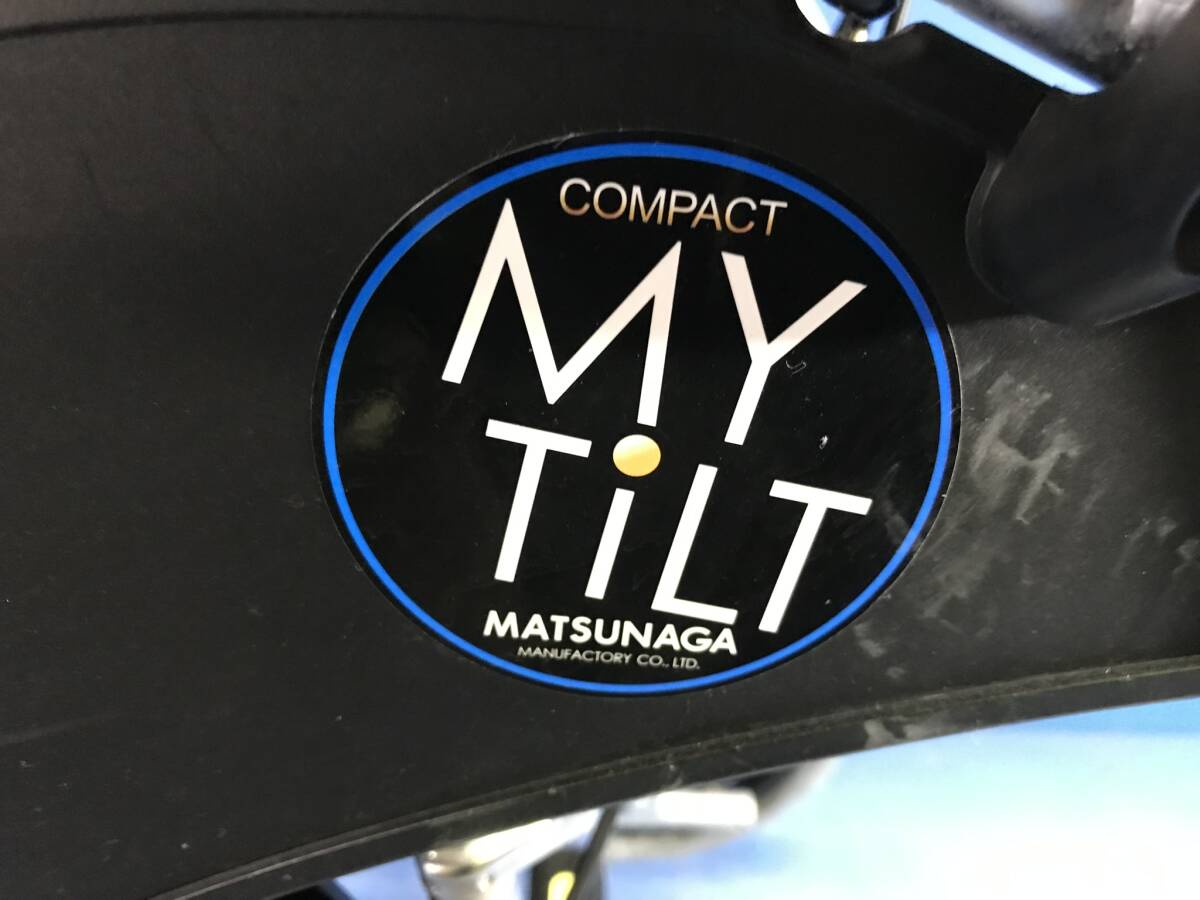 COMPACT
MY
TiLT
MATSUNAGA
MANUFACTORY CO., LTD.